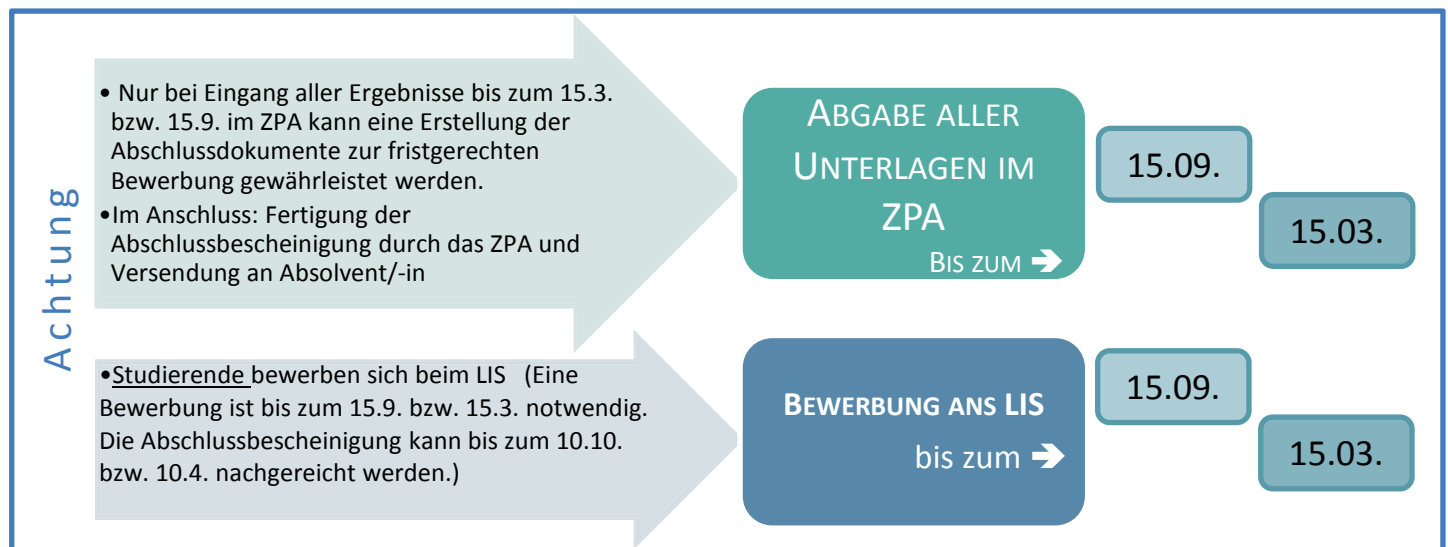 Achtung
• Nur bei Eingang aller Ergebnisse bis zum 15.3.
bzw. 15.9. im ZPA kann eine Erstellung der
Abschlussdokumente zur fristgerechten
Bewerbung gewährleistet werden.
•Im Anschluss: Fertigung der
Abschlussbescheinigung durch das ZPA und
Versendung an Absolvent/-in
ABGABE ALLER
UNTERLAGEN IM
ZPA
BIS ZUM ➔
15.09.
15.03.
•Studierende bewerben sich beim LIS (Eine
Bewerbung ist bis zum 15.9. bzw. 15.3. notwendig.
Die Abschlussbescheinigung kann bis zum 10.10.
bzw. 10.4. nachgereicht werden.)
BEWERBUNG ANS LIS
bis zum ➔
15.09.
15.03.